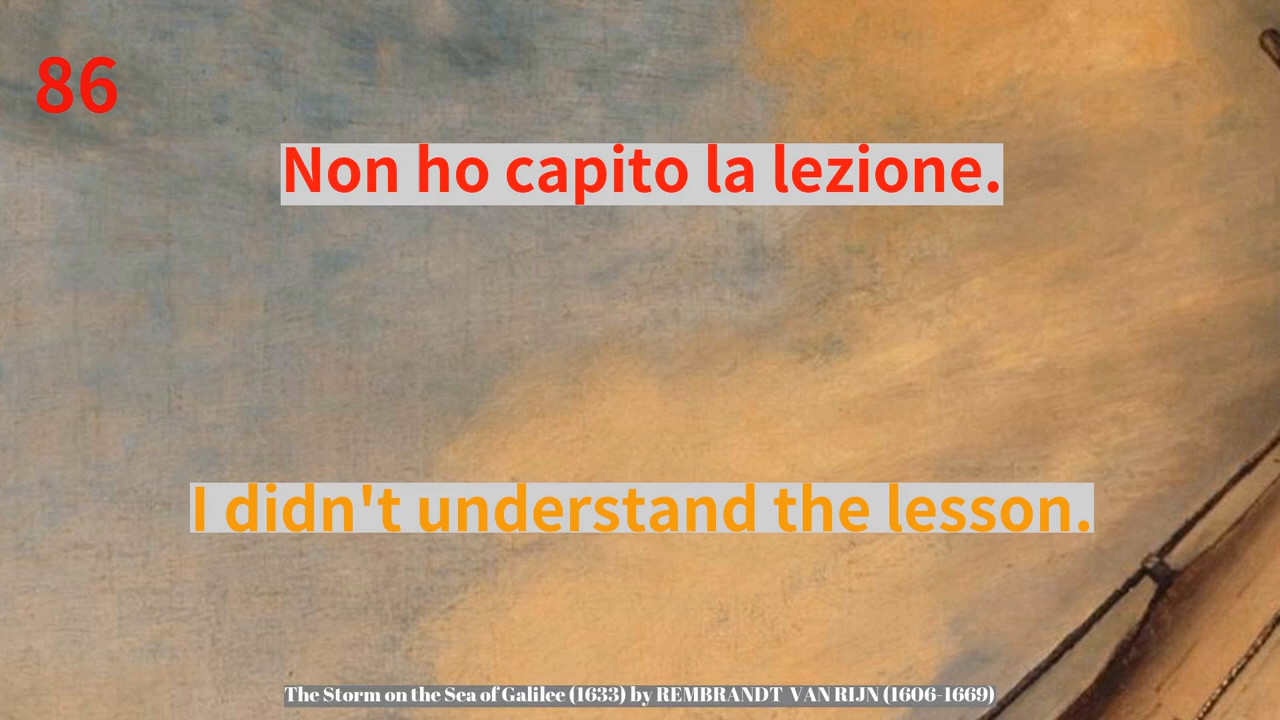 86
Non ho capito la lezione.
I didn't understand the lesson.
The Storm on the Sea of Galilee (1633) by REMBRANDT VAN RIJN (1606-1669)